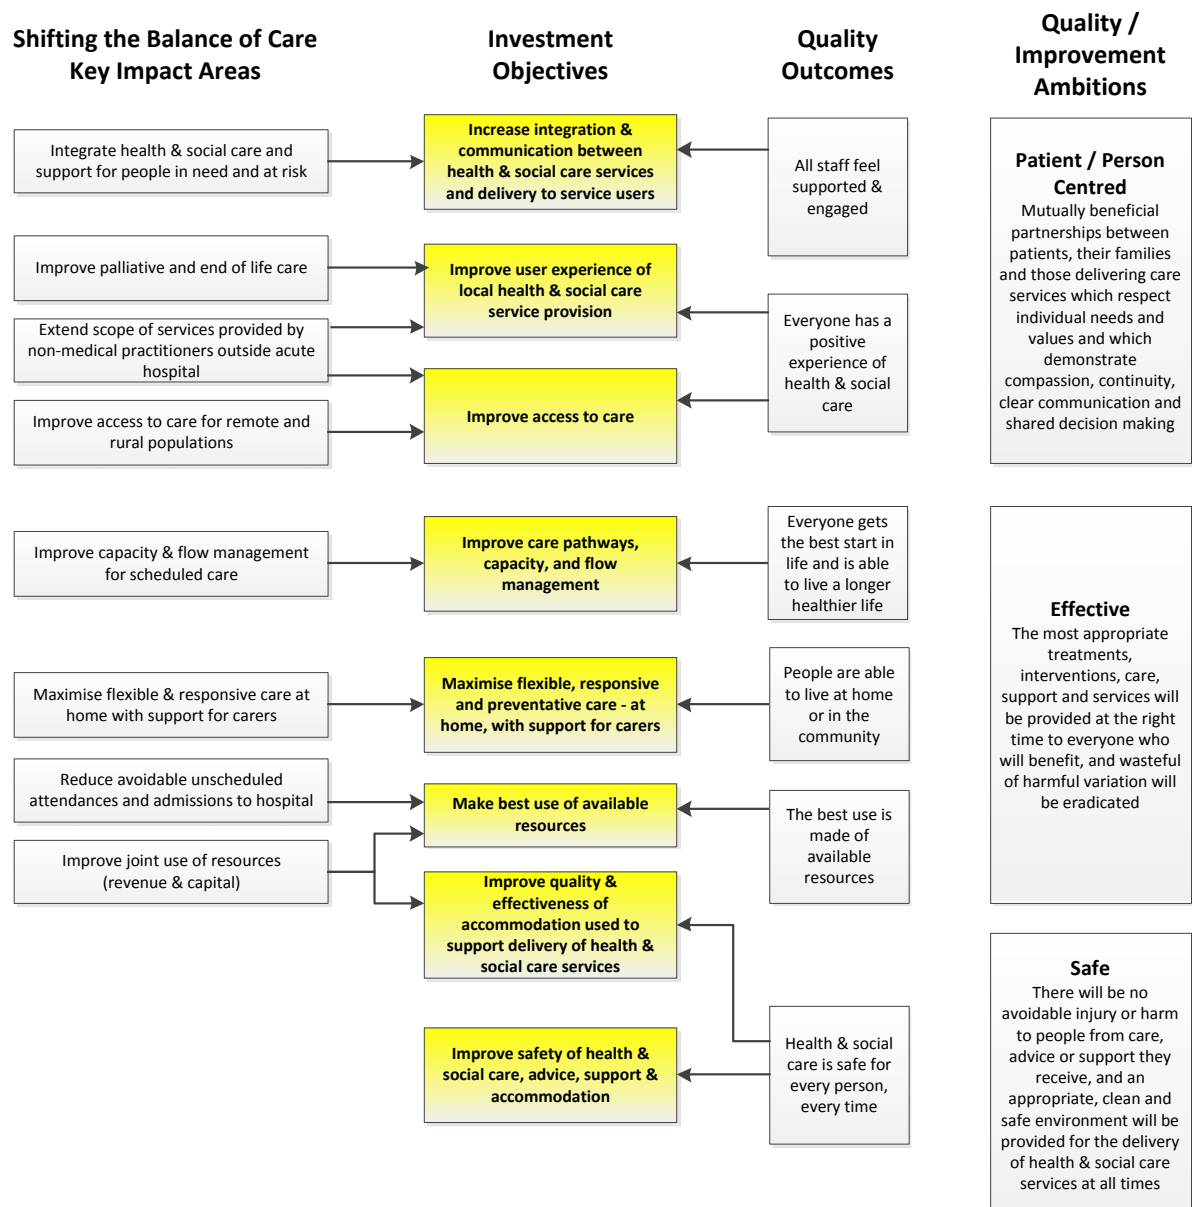 Shifting the Balance of Care
Key Impact Areas
Integrate health & social care and
support for people in need and at risk
Improve palliative and end of life care
Extend scope of services provided by
non-medical practitioners outside acute
hospital
Improve access to care for remote and
rural populations
Improve capacity & flow management
for scheduled care
Maximise flexible & responsive care at
home with support for carers
Reduce avoidable unscheduled
attendances and admissions to hospital
Improve joint use of resources
(revenue & capital)
Investment
Objectives
Increase integration &
communication between
health & social care services
and delivery to service users
Improve user experience of
local health & social care
service provision
Improve access to care
Improve care pathways,
capacity, and flow
management
Maximise flexible, responsive
and preventative care - at
home, with support for carers
Make best use of available
resources
Improve quality &
effectiveness of
accommodation used to
support delivery of health &
social care services
Improve safety of health &
social care, advice, support &
accommodation
Quality
Outcomes
All staff feel
supported &
engaged
Everyone has a
positive
experience of
health & social
care
Everyone gets
the best start in
life and is able
to live a longer
healthier life
People are able
to live at home
or in the
community
The best use is
made of
available
resources
Health & social
care is safe for
every person,
every time
Quality /
Improvement
Ambitions
Patient / Person
Centred
Mutually beneficial
partnerships between
patients, their families
and those delivering care
services which respect
individual needs and
values and which
demonstrate
compassion, continuity,
clear communication and
shared decision making
Effective
The most appropriate
treatments,
interventions, care,
support and services will
be provided at the right
time to everyone who
will benefit, and wasteful
of harmful variation will
be eradicated
Safe
There will be no
avoidable injury or harm
to people from care,
advice or support they
receive, and an
appropriate, clean and
safe environment will be
provided for the delivery
of health & social care
services at all times